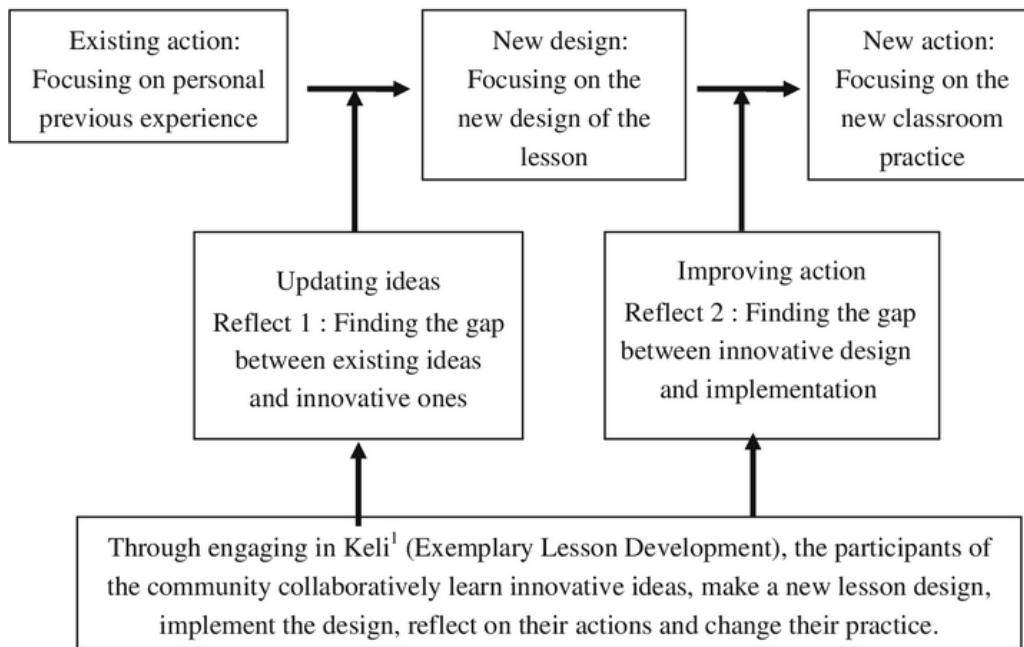 Existing action:
Focusing on personal
previous experience
New design:
Focusing on the
new design of the
lesson
New action:
Focusing on the
new classroom
practice
Updating ideas
Reflect 1 : Finding the gap
between existing ideas
and innovative ones
Improving action
Reflect 2 : Finding the gap
between innovative design
and implementation
Through engaging in Keli¹ (Exemplary Lesson Development), the participants of
the community collaboratively learn innovative ideas, make a new lesson design,
implement the design, reflect on their actions and change their practice.